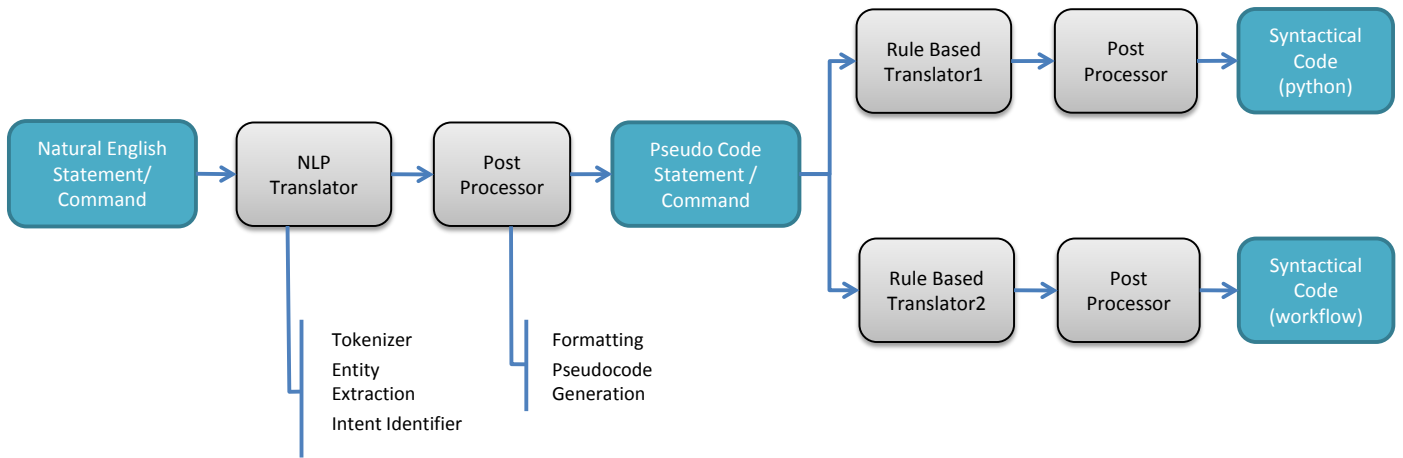 Natural English
Statement/
Command
NLP
Translator
Post
Processor
Pseudo Code
Statement /
Command
Rule Based
Translator1
Post
Processor
Syntactical
Code
(python)
Rule Based
Translator2
Post
Processor
Syntactical
Code
(workflow)
Tokenizer
Entity
Extraction
Intent Identifier
Formatting
Pseudocode
Generation